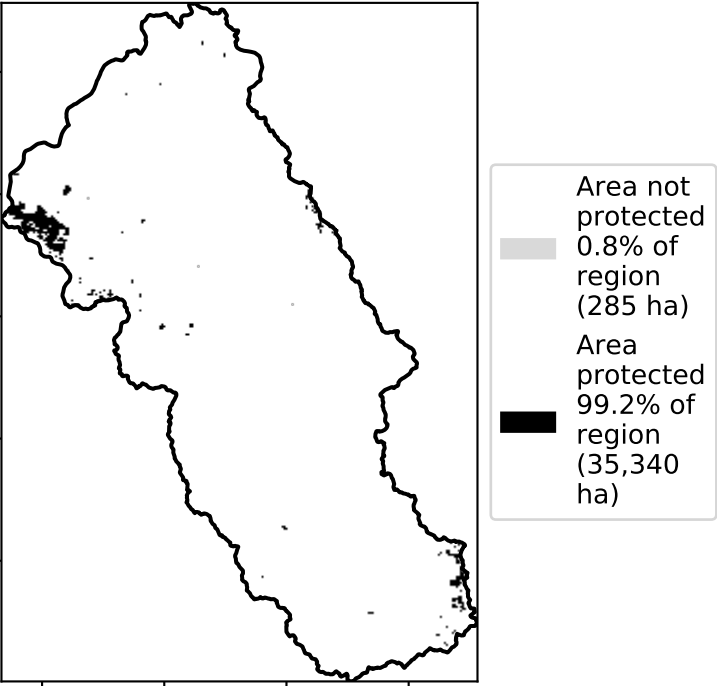 Area not
protected
0.8% of
region
(285 ha)
Area
protected
99.2% of
region
(35,340
ha)